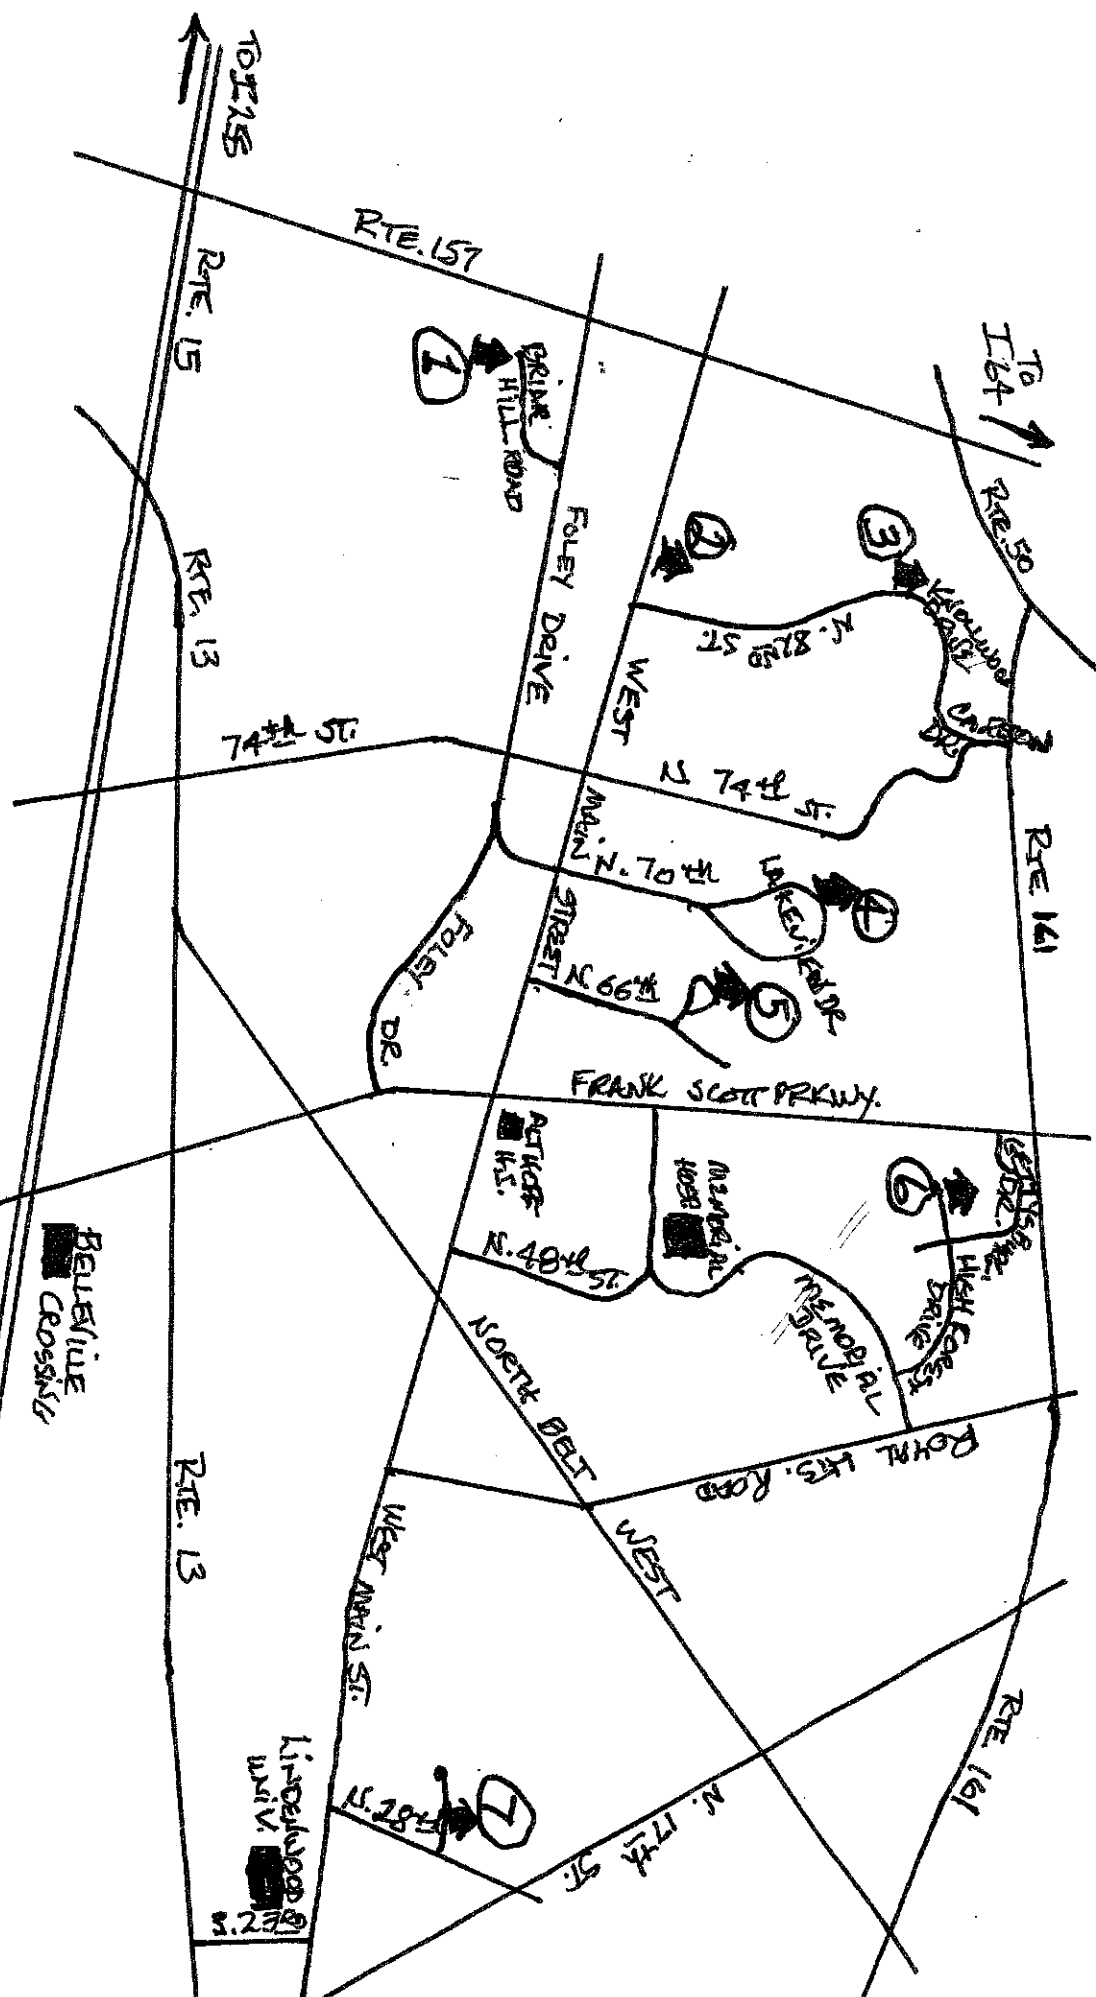 TO I 64
RTE. 50
RTE 161
RTE 161
3
KNOLLWOOD
DRIVE
DR.
N. 82ND ST.
2
N. 74th ST.
LAKEVIEW DR
4
N. 70th
5
N. 66th
FRANK SCOTT PRKWY.
6
GETTYSBURG
DR.
HIGH FOREST
DRIVE
MEMORIAL
HOSP
MEMORIAL
DRIVE
ROYAL HTS. ROAD
ALTHOFF
H.S.
N. 48th ST.
NORTH BELT WEST
N. 17th ST.
RTE. 157
BRIAR
HILL ROAD
1
FOLEY DRIVE
WEST MAIN STREET
FOLEY DR.
WEST MAIN ST.
7
N. 28th
74th ST.
LINDENWOOD
UNIV.
S. 23RD
TO I 255
RTE. 15
RTE. 13
RTE. 13
BELLEVILLE
CROSSING